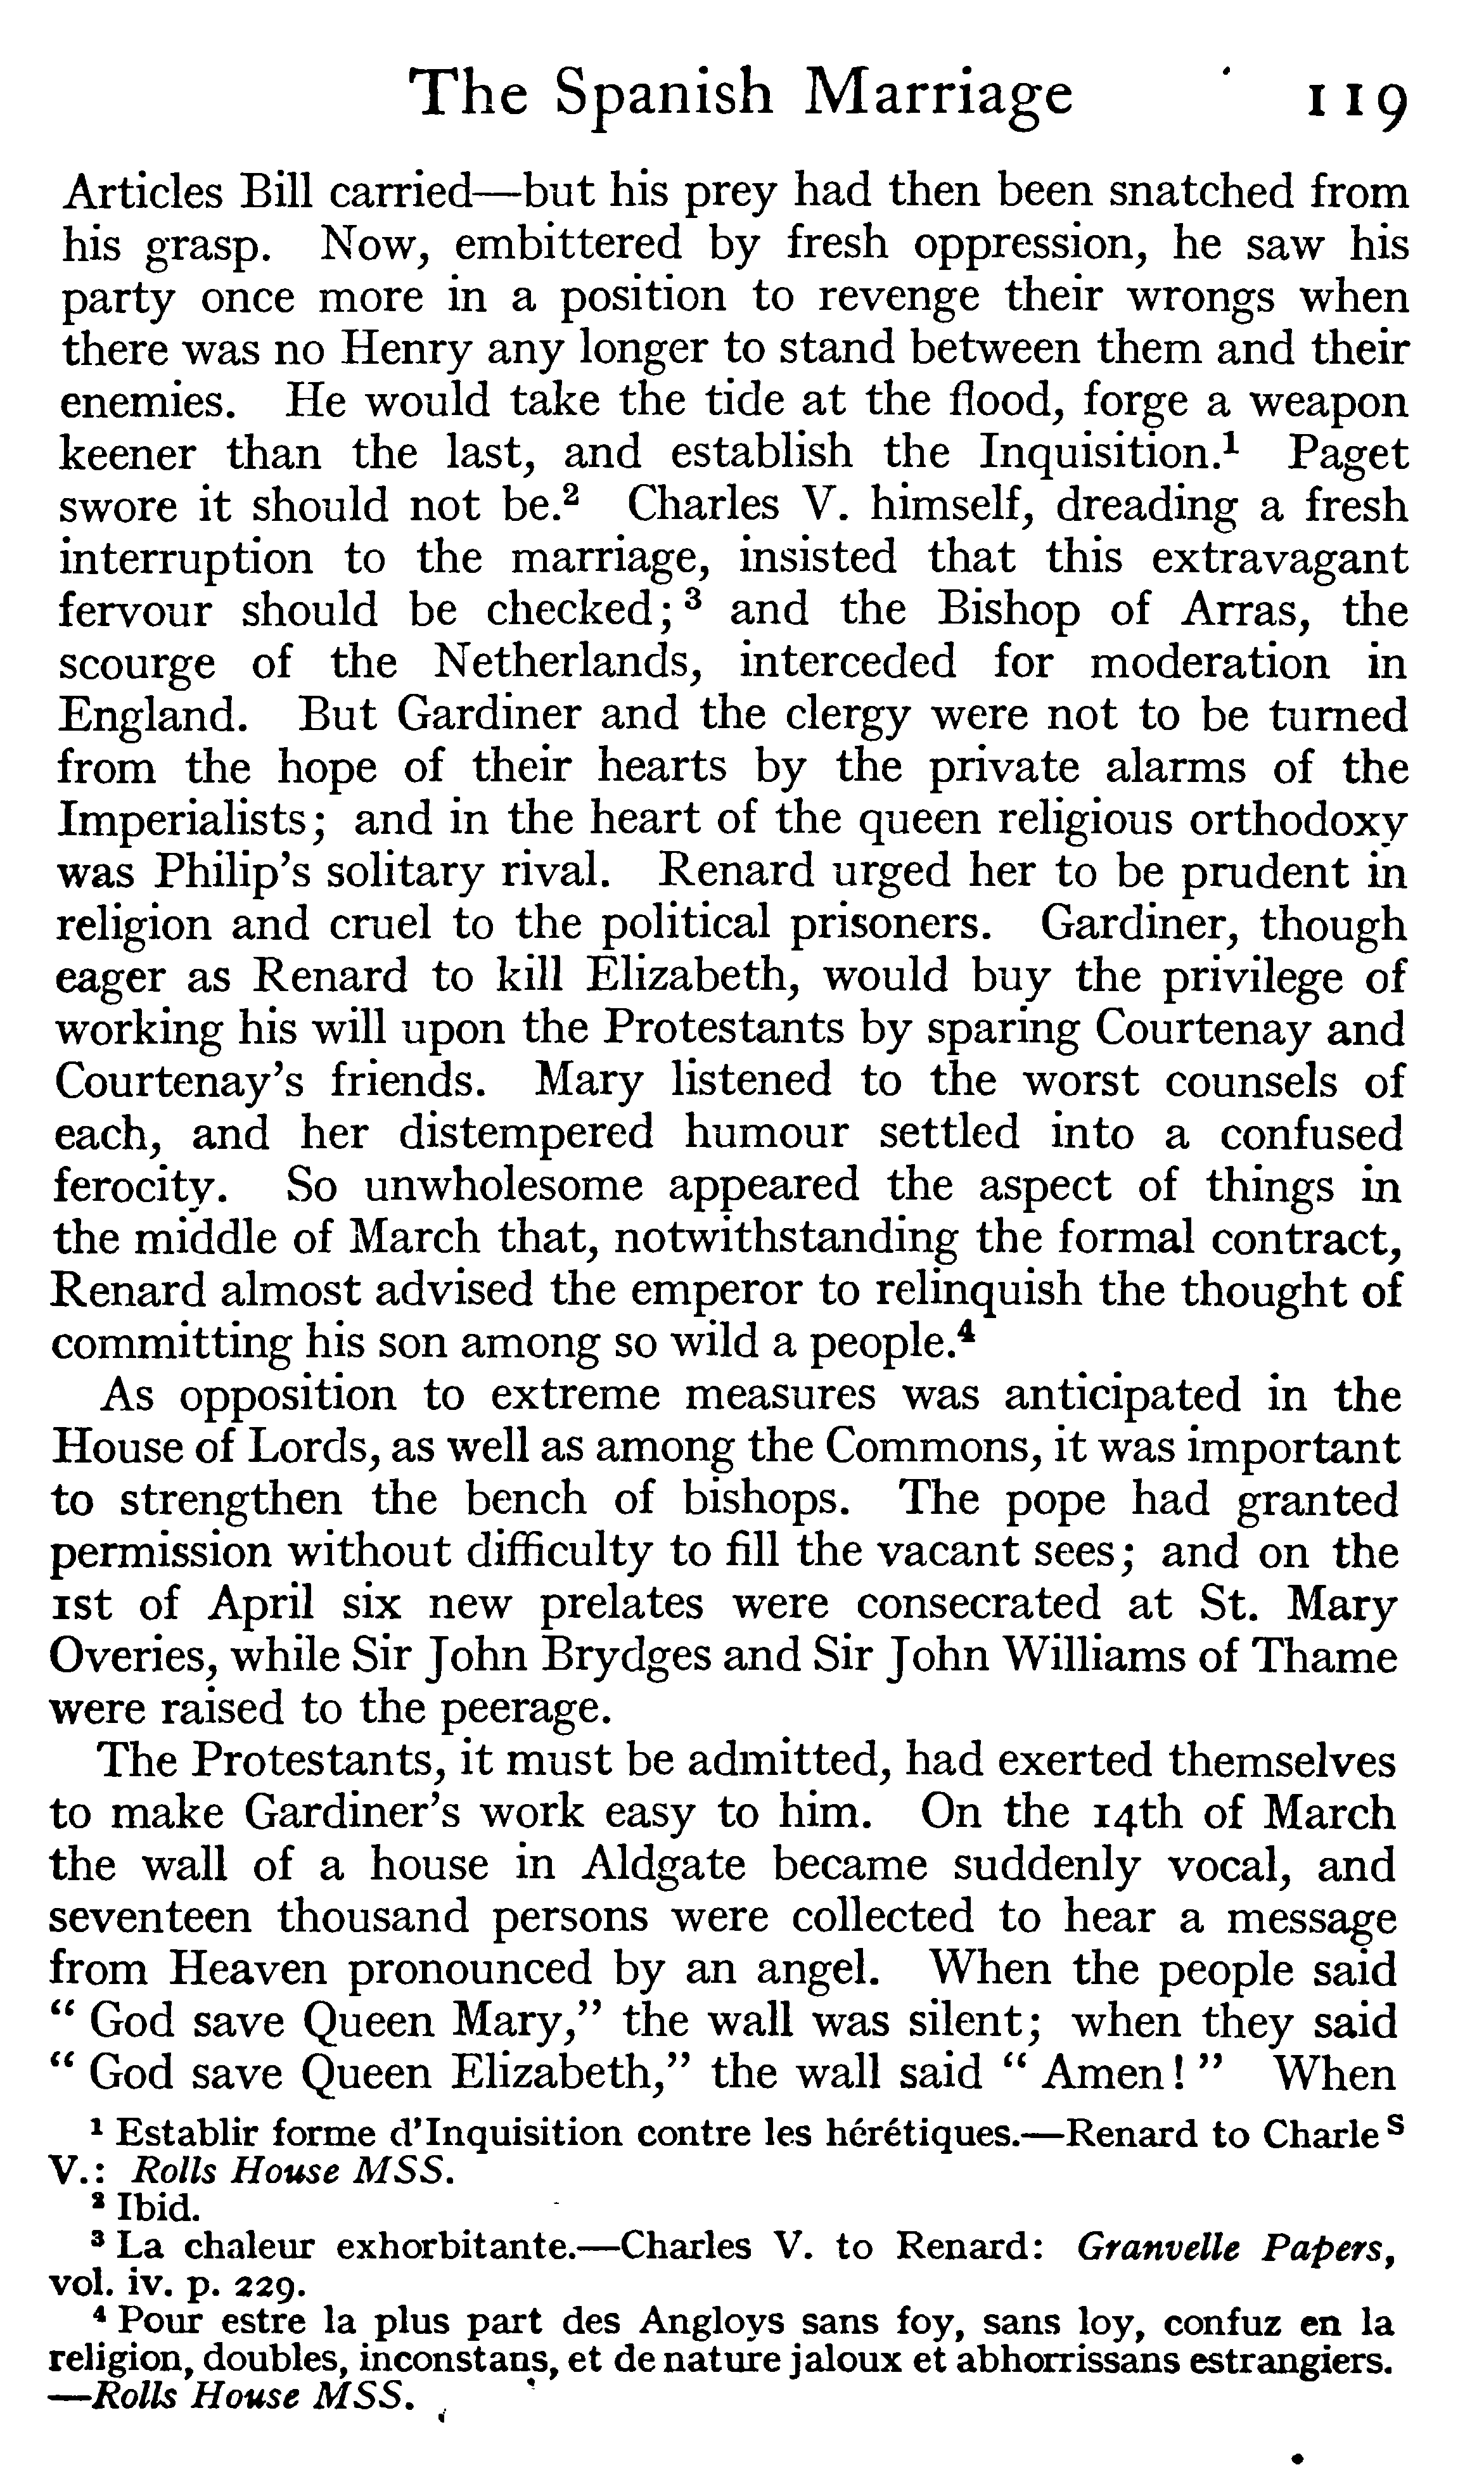 The Spanish Marriage 119
Articles Bill carried—but his prey had then been snatched from
his grasp. Now, embittered by fresh oppression, he saw his
party once more in a position to revenge their wrongs when
there was no Henry any longer to stand between them and their
enemies. He would take the tide at the flood, forge a weapon
keener than the last, and establish the Inquisition.¹ Paget
swore it should not be.² Charles V. himself, dreading a fresh
interruption to the marriage, insisted that this extravagant
fervour should be checked;³ and the Bishop of Arras, the
scourge of the Netherlands, interceded for moderation in
England. But Gardiner and the clergy were not to be turned
from the hope of their hearts by the private alarms of the
Imperialists; and in the heart of the queen religious orthodoxy
was Philip's solitary rival. Renard urged her to be prudent in
religion and cruel to the political prisoners. Gardiner, though
eager as Renard to kill Elizabeth, would buy the privilege of
working his will upon the Protestants by sparing Courtenay and
Courtenay's friends. Mary listened to the worst counsels of
each, and her distempered humour settled into a confused
ferocity. So unwholesome appeared the aspect of things in
the middle of March that, notwithstanding the formal contract,
Renard almost advised the emperor to relinquish the thought of
committing his son among so wild a people.⁴
As opposition to extreme measures was anticipated in the
House of Lords, as well as among the Commons, it was important
to strengthen the bench of bishops. The pope had granted
permission without difficulty to fill the vacant sees; and on the
1st of April six new prelates were consecrated at St. Mary
Overies, while Sir John Brydges and Sir John Williams of Thame
were raised to the peerage.
The Protestants, it must be admitted, had exerted themselves
to make Gardiner's work easy to him. On the 14th of March
the wall of a house in Aldgate became suddenly vocal, and
seventeen thousand persons were collected to hear a message
from Heaven pronounced by an angel. When the people said
“ God save Queen Mary,” the wall was silent; when they said
“ God save Queen Elizabeth,” the wall said “ Amen! ” When
¹ Establir forme d'Inquisition contre les hérétiques.—Renard to Charles
V.: Rolls House MSS.
² Ibid.
³ La chaleur exhorbitante.—Charles V. to Renard: Granvelle Papers,
vol. iv. p. 229.
⁴ Pour estre la plus part des Angloys sans foy, sans loy, confuz en la
religion, doubles, inconstans, et de nature jaloux et abhorrissans estrangiers.
—Rolls House MSS.